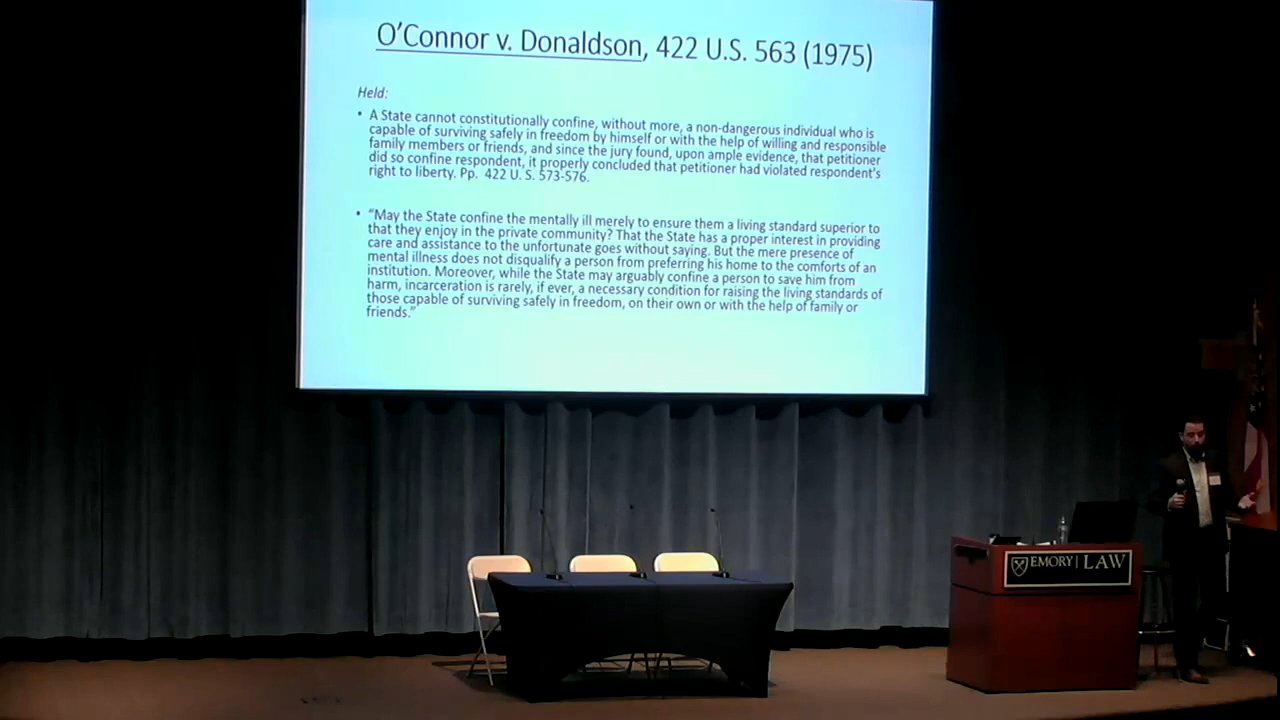 O'Connor v. Donaldson, 422 U.S. 563 (1975)
Held:
• A State cannot constitutionally confine, without more, a non-dangerous individual who is
capable of surviving safely in freedom by himself or with the help of willing and responsible
family members or friends, and since the jury found, upon ample evidence, that petitioner
did so confine respondent, it properly concluded that petitioner had violated respondent's
right to liberty. Pp. 422 U. S. 573-576.
• "May the State confine the mentally ill merely to ensure them a living standard superior to
that they enjoy in the private community? That the State has a proper interest in providing
care and assistance to the unfortunate goes without saying. But the mere presence of
mental illness does not disqualify a person from preferring his home to the comforts of an
institution. Moreover, while the State may arguably confine a person to save him from
harm, incarceration is rarely, if ever, a necessary condition for raising the living standards of
those capable of surviving safely in freedom, on their own or with the help of family or
friends."
EMORY | LAW